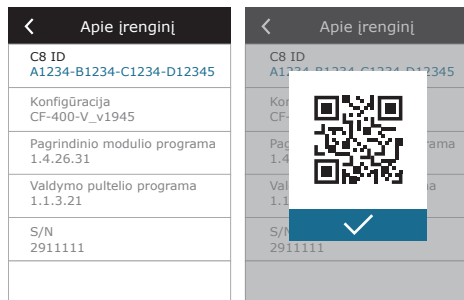 Apie įrenginį
C8 ID
A1234-B1234-C1234-D12345
Konfigūracija
CF-400-V_v1945
Pagrindinio modulio programa
1.4.26.31
Valdymo pultelio programa
1.1.3.21
S/N
2911111
Apie įrenginį
C8 ID
A1234-B1234-C1234-D12345
S/N
2911111